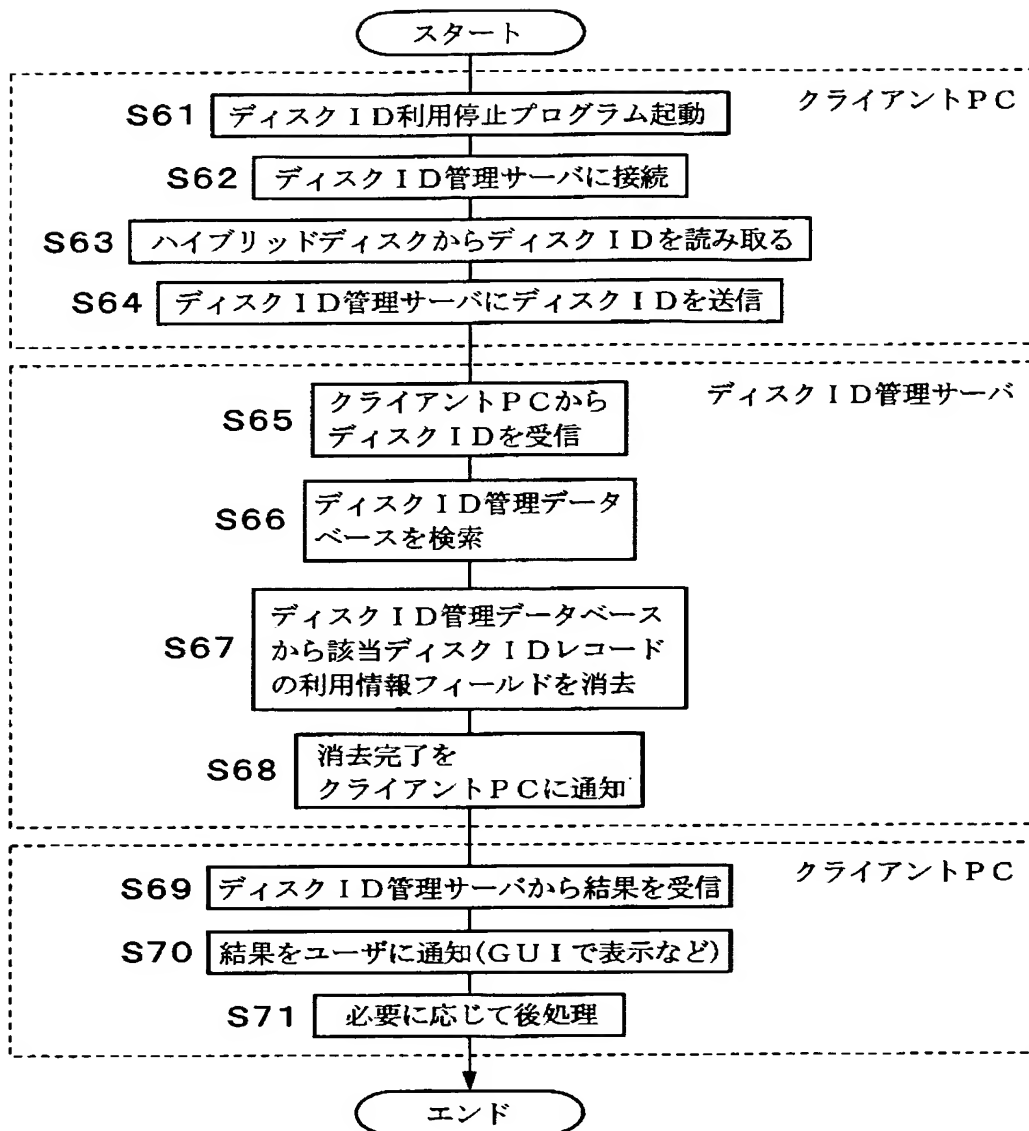 スタート
クライアントPC
S61 ディスクID利用停止プログラム起動
S62 ディスクID管理サーバに接続
S63 ハイブリッドディスクからディスクIDを読み取る
S64 ディスクID管理サーバにディスクIDを送信
ディスクID管理サーバ
S65 クライアントPCから
ディスクIDを受信
S66 ディスクID管理データ
ベースを検索
S67 ディスクID管理データベース
から該当ディスクIDレコード
の利用情報フィールドを消去
S68 消去完了を
クライアントPCに通知
クライアントPC
S69 ディスクID管理サーバから結果を受信
S70 結果をユーザに通知(GUIで表示など)
S71 必要に応じて後処理
エンド